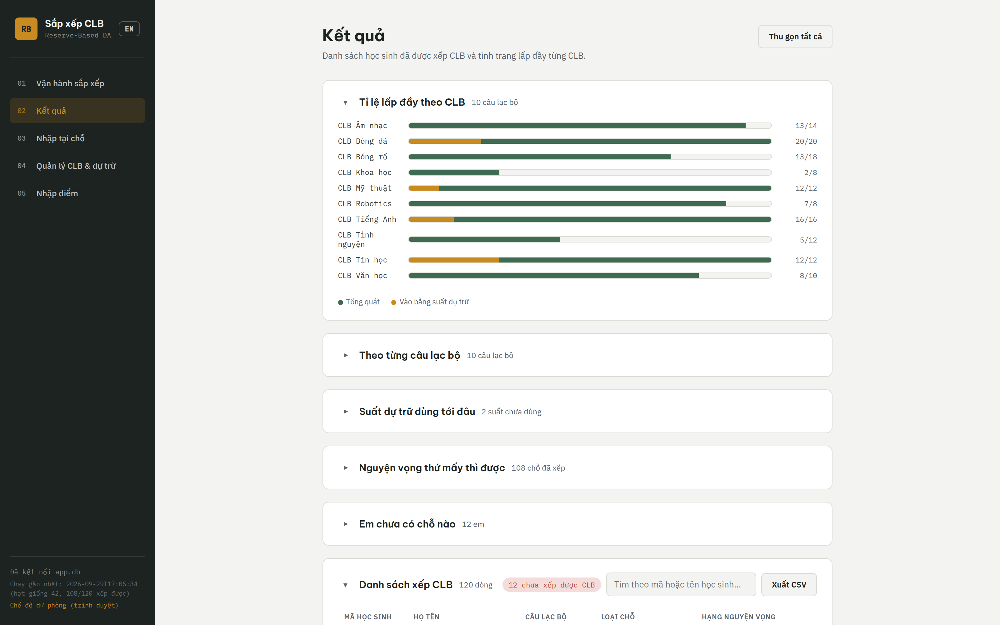 RB
Sắp xếp CLB
Reserve-Based DA
EN
01 Vận hành sắp xếp
02 Kết quả
03 Nhập tại chỗ
04 Quản lý CLB & dự trữ
05 Nhập điểm
Đã kết nối app.db
Chạy gần nhất: 2026-09-29T17:05:34
(hạt giống 42, 108/120 xếp được)
Chế độ dự phòng (trình duyệt)
Kết quả
Thu gọn tất cả
Danh sách học sinh đã được xếp CLB và tình trạng lấp đầy từng CLB.
▼ Tỉ lệ lấp đầy theo CLB 10 câu lạc bộ
CLB Âm nhạc 13/14
CLB Bóng đá 20/20
CLB Bóng rổ 13/18
CLB Khoa học 2/8
CLB Mỹ thuật 12/12
CLB Robotics 7/8
CLB Tiếng Anh 16/16
CLB Tình
nguyện 5/12
CLB Tin học 12/12
CLB Văn học 8/10
Tổng quát Vào bằng suất dự trữ
► Theo từng câu lạc bộ 10 câu lạc bộ
► Suất dự trữ dùng tới đâu 2 suất chưa dùng
► Nguyện vọng thứ mấy thì được 108 chỗ đã xếp
► Em chưa có chỗ nào 12 em
▼ Danh sách xếp CLB 120 dòng 12 chưa xếp được CLB Tìm theo mã hoặc tên học sinh... Xuất CSV
MÃ HỌC SINH HỌ TÊN CÂU LẠC BỘ LOẠI CHỖ HẠNG NGUYỆN VỌNG